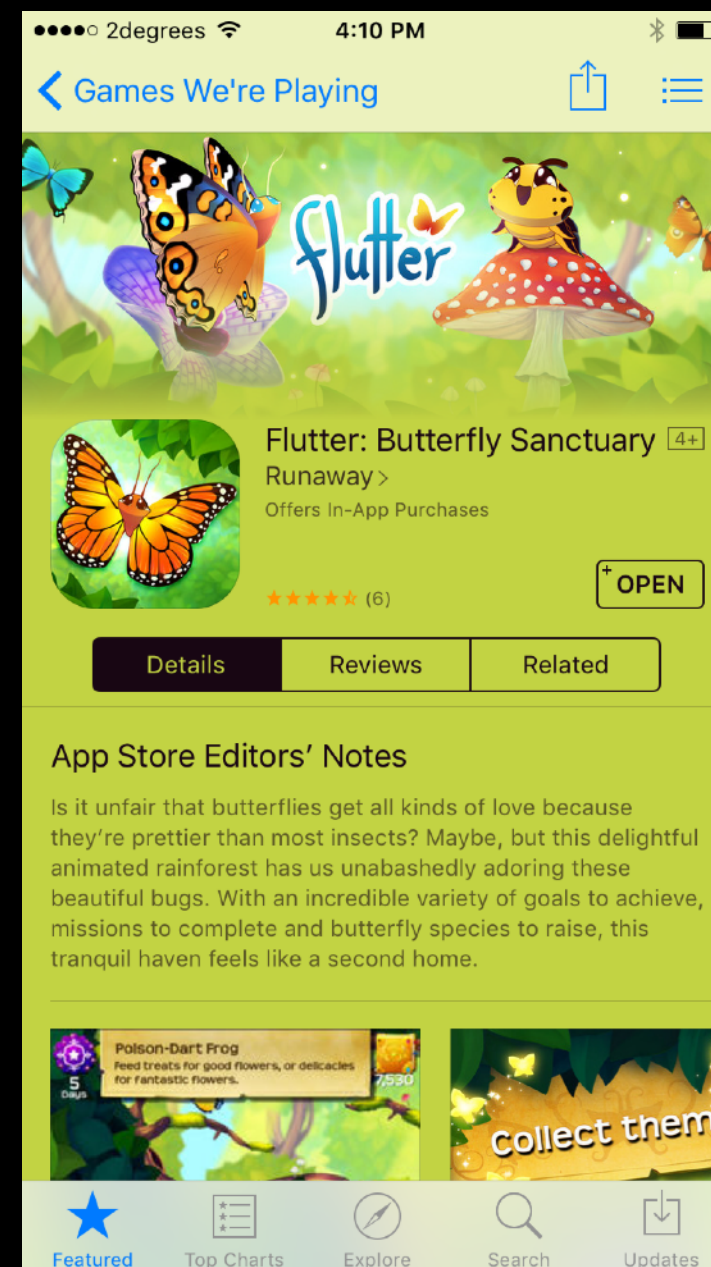 2degrees 4:10 PM
Games We're Playing
flutter
Flutter: Butterfly Sanctuary 4+
Runaway >
Offers In-App Purchases
(6)
+ OPEN
Details Reviews Related
App Store Editors’ Notes
Is it unfair that butterflies get all kinds of love because
they’re prettier than most insects? Maybe, but this delightful
animated rainforest has us unabashedly adoring these
beautiful bugs. With an incredible variety of goals to achieve,
missions to complete and butterfly species to raise, this
tranquil haven feels like a second home.
5
Days
Poison-Dart Frog
Feed treats for good flowers, or delicacies
for fantastic flowers.
7,530
Collect them
Featured Top Charts Explore Search Updates